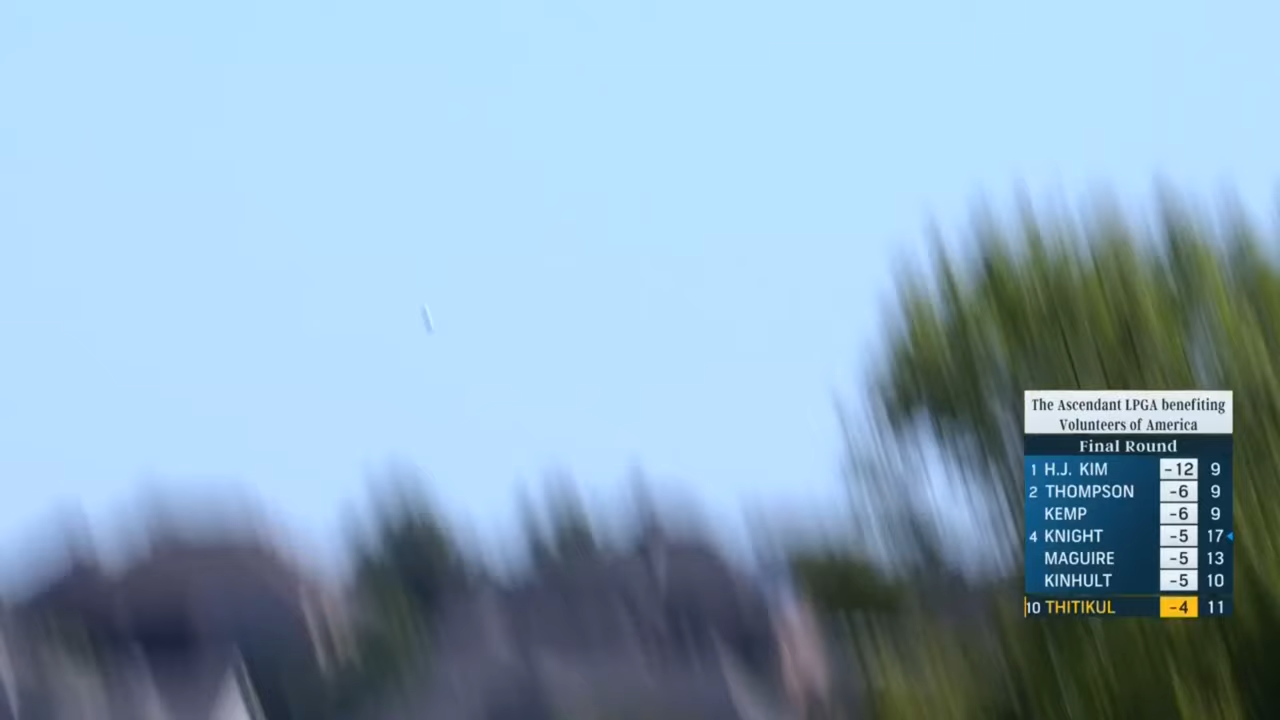 The Ascendant LPGA benefiting
Volunteers of America
Final Round
1 H.J. KIM -12 9
2 THOMPSON -6 9
KEMP -6 9
4 KNIGHT -5 17
MAGUIRE -5 13
KINHULT -5 10
10 THITIKUL -4 11